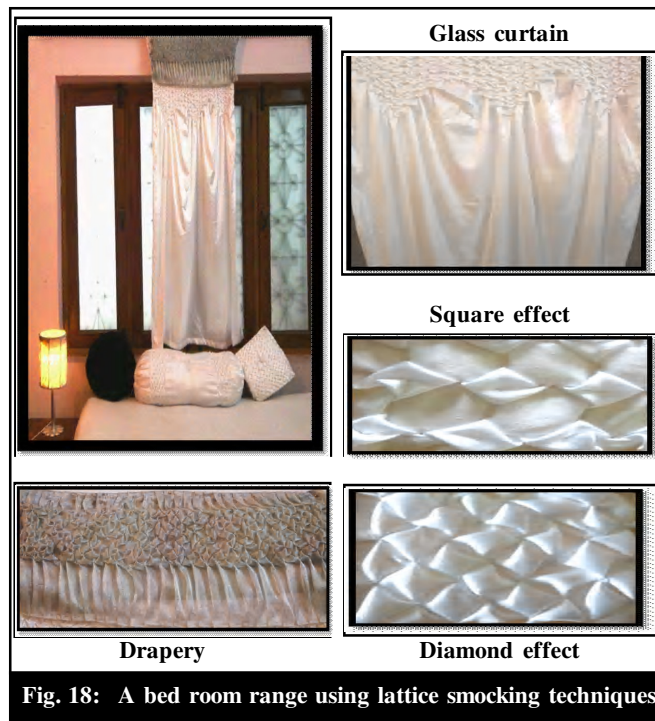 Glass curtain
Square effect
Drapery
Diamond effect
Fig. 18: A bed room range using lattice smocking techniques